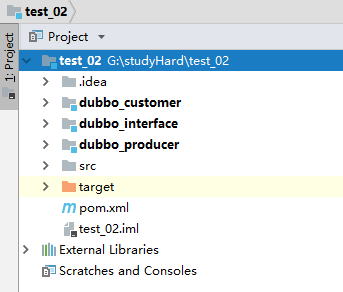 test_02
1: Project
Project
test_02 G:\studyHard\test_02
.idea
dubbo_customer
dubbo_interface
dubbo_producer
src
target
pom.xml
test_02.iml
External Libraries
Scratches and Consoles